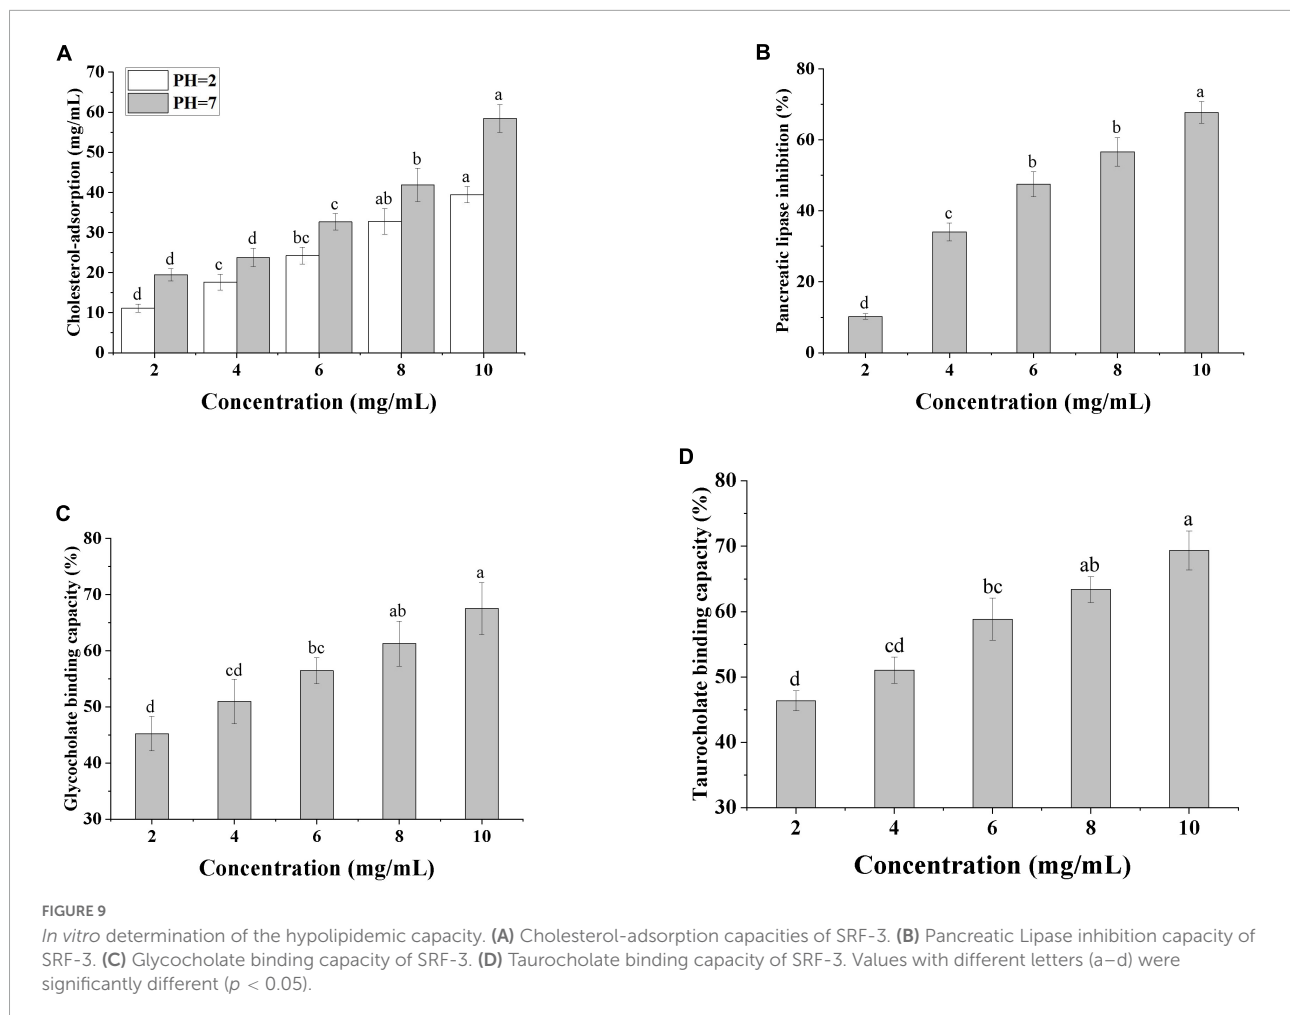 A
Cholesterol-adsorption (mg/mL)
70
60
50
40
30
20
10
0
PH=2
PH=7
d
d
c
d
bc
c
ab
b
a
a
2 4 6 8 10
Concentration (mg/mL)
B
Pancreatic lipase inhibition (%)
80
60
40
20
0
d
c
b
b
a
2 4 6 8 10
Concentration (mg/mL)
C
Glycocholate binding capacity (%)
80
70
60
50
40
30
d
cd
bc
ab
a
2 4 6 8 10
Concentration (mg/mL)
D
Taurocholate binding capacity (%)
80
70
60
50
40
30
d
cd
bc
ab
a
2 4 6 8 10
Concentration (mg/mL)
FIGURE 9
In vitro determination of the hypolipidemic capacity. (A) Cholesterol-adsorption capacities of SRF-3. (B) Pancreatic Lipase inhibition capacity of
SRF-3. (C) Glycocholate binding capacity of SRF-3. (D) Taurocholate binding capacity of SRF-3. Values with different letters (a–d) were
significantly different (p < 0.05).